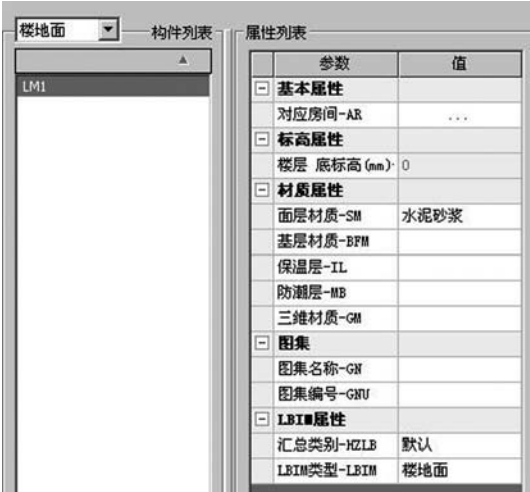 楼地面
构件列表
属性列表
LM1
参数 值
基本属性
对应房间-AR ...
标高属性
楼层 底标高(mm)· 0
材质属性
面层材质-SM 水泥砂浆
基层材质-BFM
保温层-IL
防潮层-MB
三维材质-GM
图集
图集名称-GN
图集编号-GNU
LBIM属性
汇总类别-HZLB 默认
LBIM类型-LBIM 楼地面